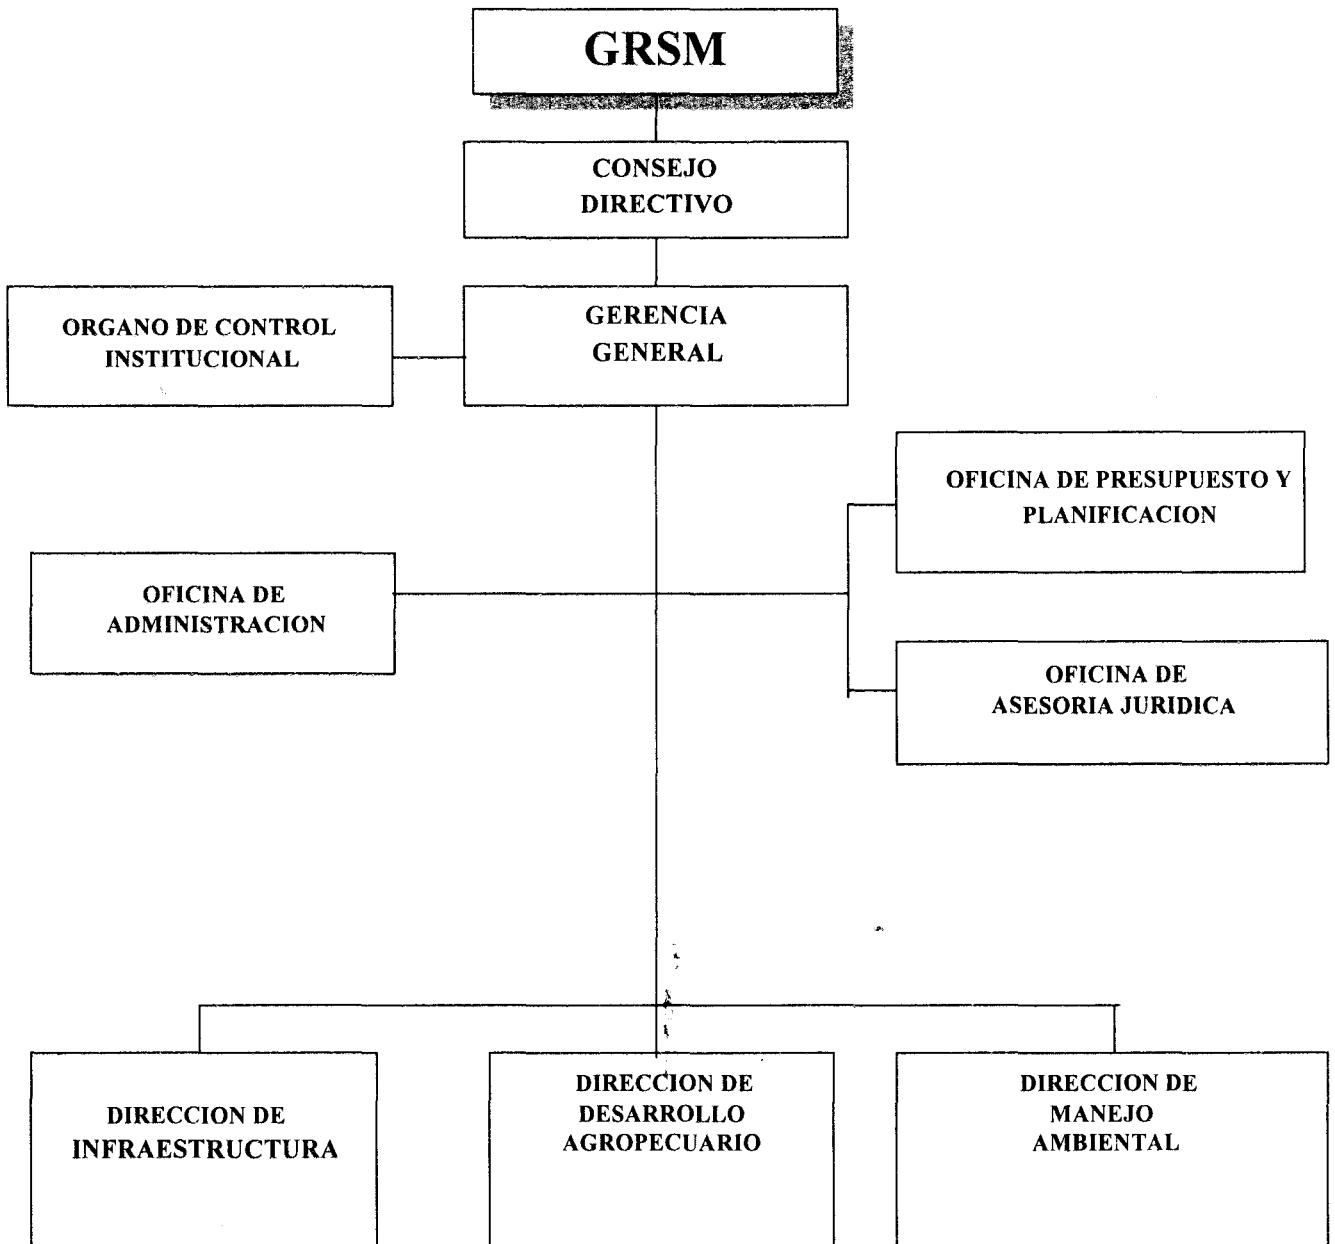 GRSM
CONSEJO
DIRECTIVO
ORGANO DE CONTROL
INSTITUCIONAL
GERENCIA
GENERAL
OFICINA DE PRESUPUESTO Y
PLANIFICACION
OFICINA DE
ADMINISTRACION
OFICINA DE
ASESORIA JURIDICA
DIRECCION DE
INFRAESTRUCTURA
DIRECCION DE
DESARROLLO
AGROPECUARIO
DIRECCION DE
MANEJO
AMBIENTAL